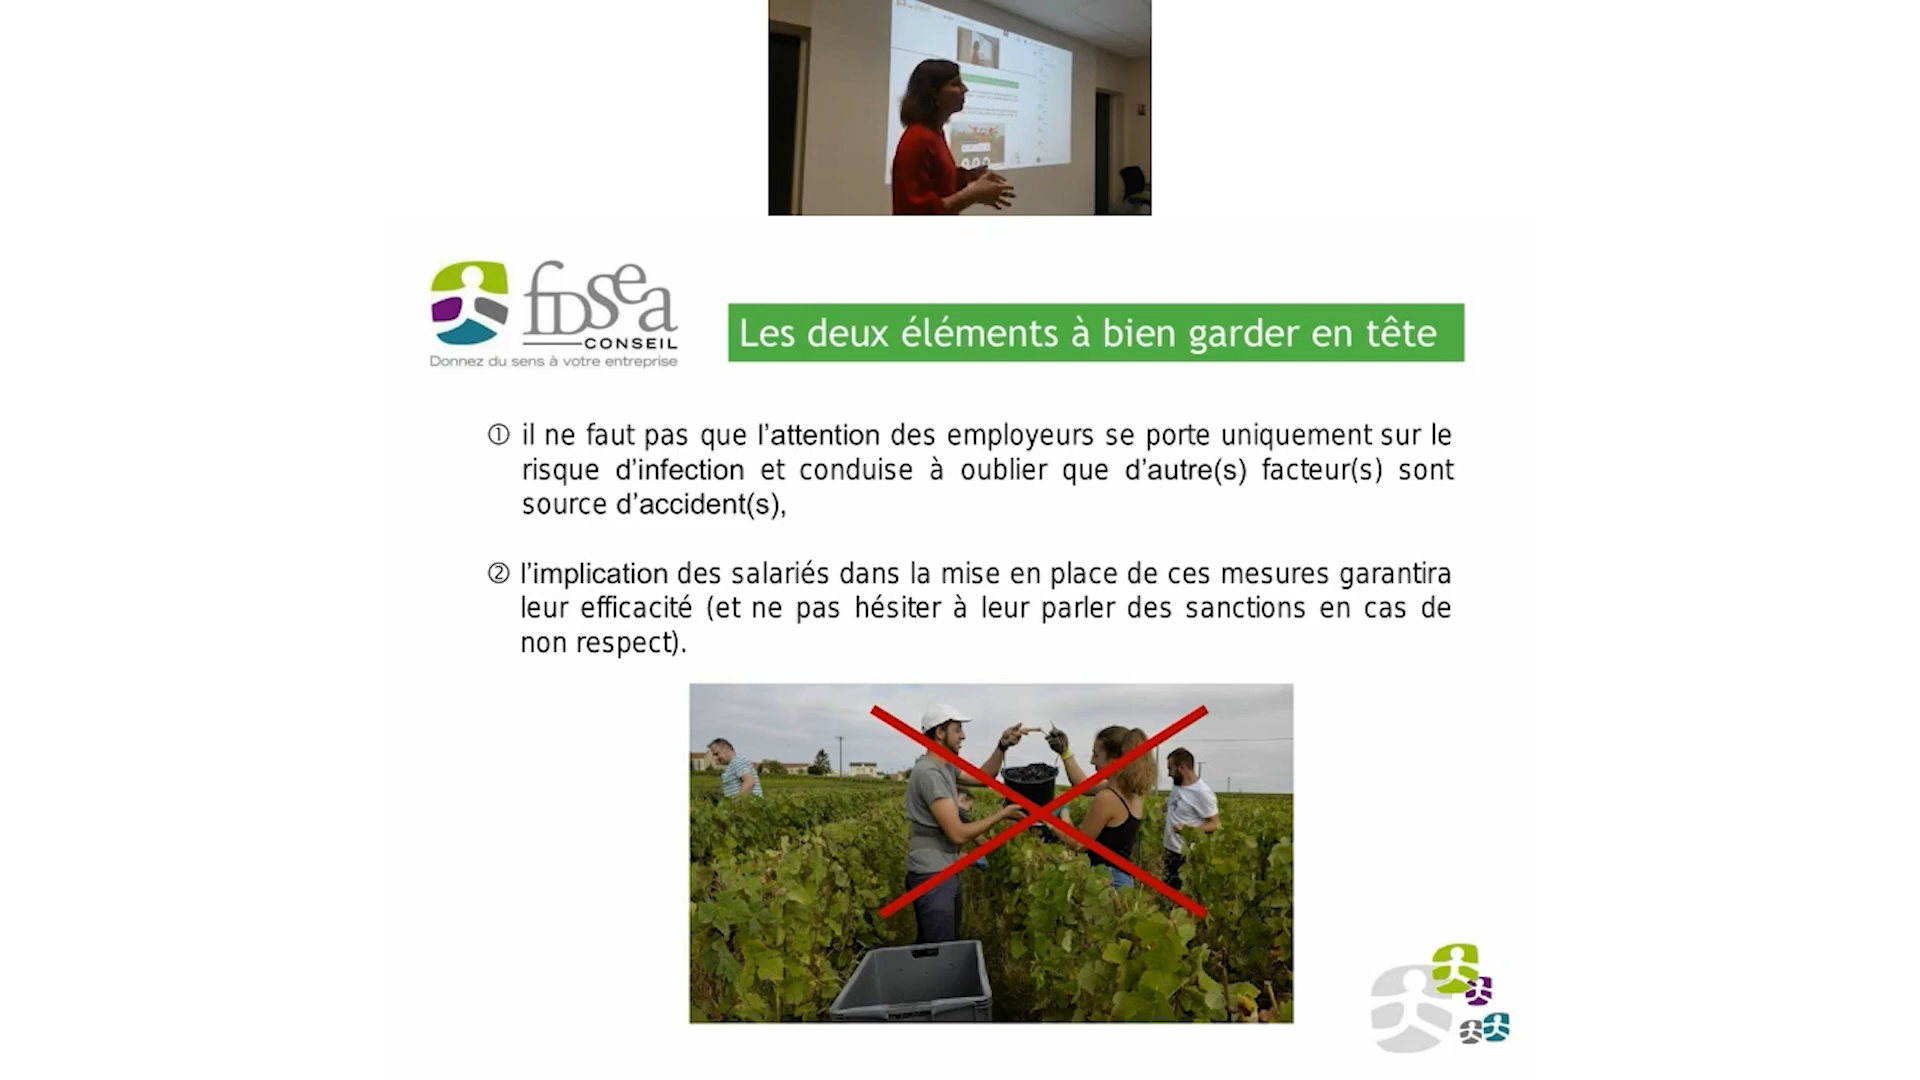 fdsea
CONSEIL
Donnez du sens à votre entreprise
Les deux éléments à bien garder en tête
① il ne faut pas que l’attention des employeurs se porte uniquement sur le
risque d’infection et conduise à oublier que d’autre(s) facteur(s) sont
source d’accident(s),
② l’implication des salariés dans la mise en place de ces mesures garantira
leur efficacité (et ne pas hésiter à leur parler des sanctions en cas de
non respect).